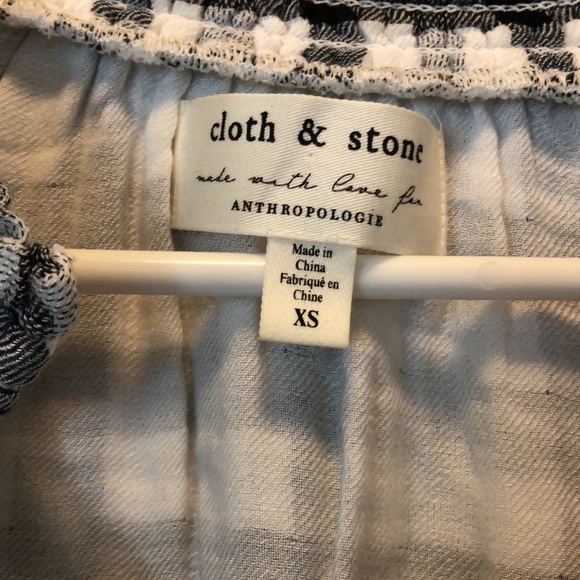 cloth & stone
made with love for
ANTHROPOLOGIE
Made in
China
Fabriqué en
Chine
XS